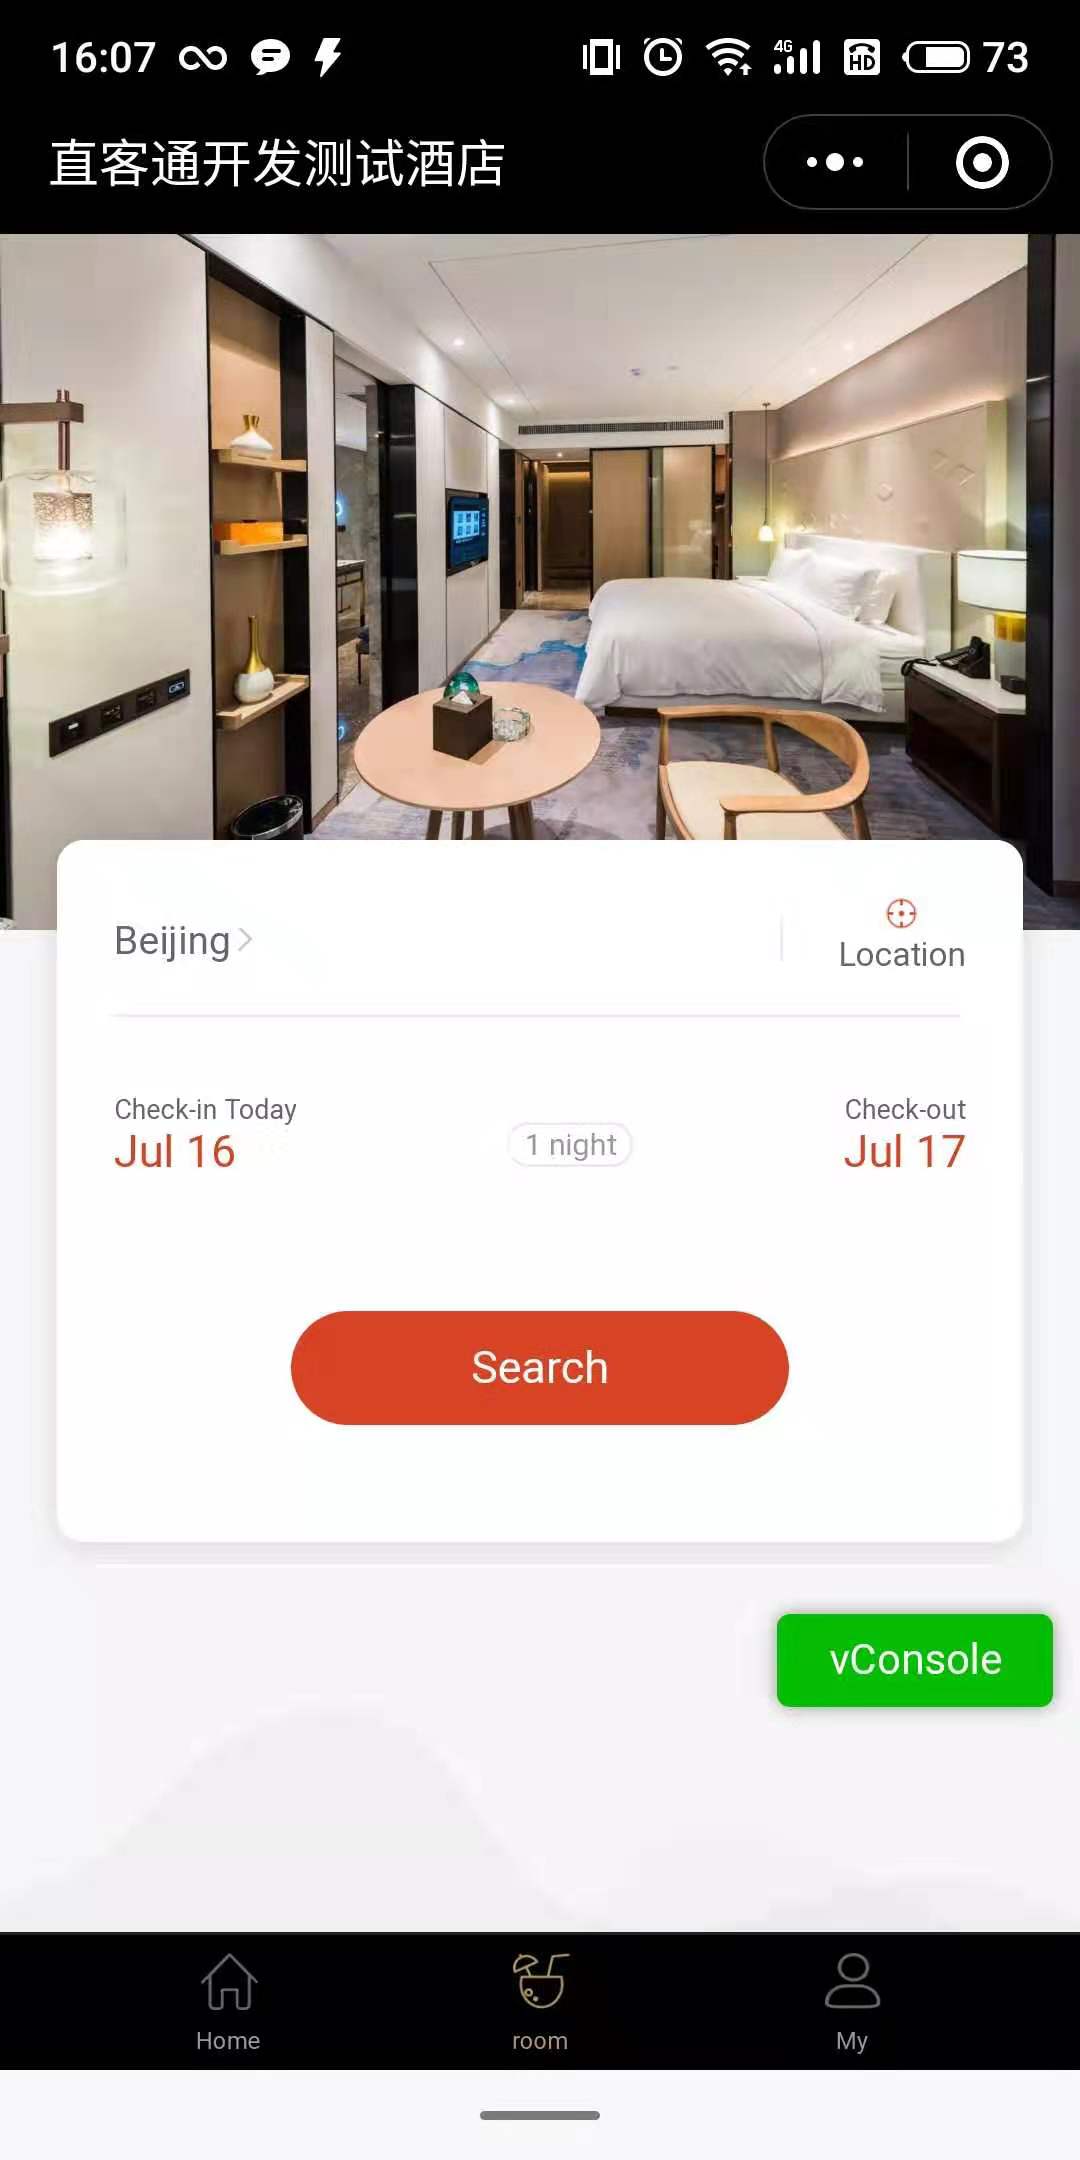 16:07
4G
HD
73
直客通开发测试酒店
Beijing
Location
Check-in Today
Check-out
Jul 16
1 night
Jul 17
Search
vConsole
Home
room
My